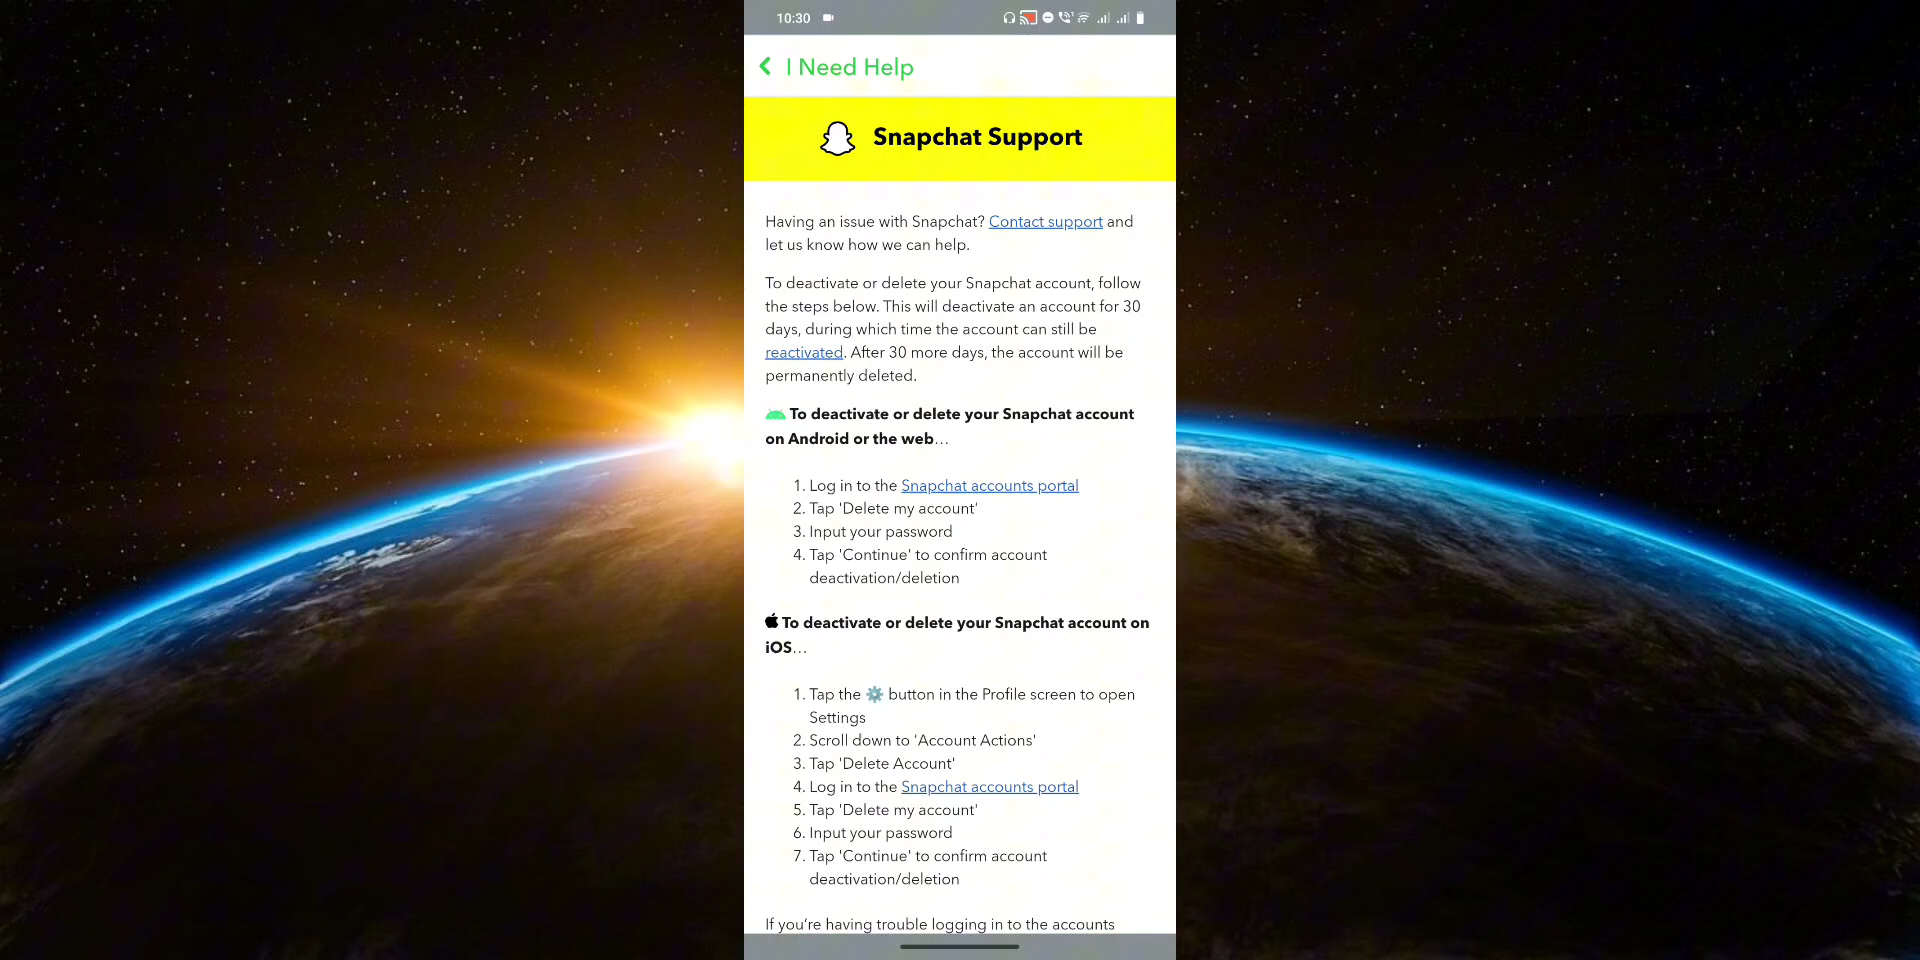 10:30
I Need Help
Snapchat Support
Having an issue with Snapchat? Contact support and
let us know how we can help.
To deactivate or delete your Snapchat account, follow
the steps below. This will deactivate an account for 30
days, during which time the account can still be
reactivated. After 30 more days, the account will be
permanently deleted.
To deactivate or delete your Snapchat account
on Android or the web...
1. Log in to the Snapchat accounts portal
2. Tap 'Delete my account'
3. Input your password
4. Tap 'Continue' to confirm account
deactivation/deletion
To deactivate or delete your Snapchat account on
iOS...
1. Tap the ⚙️ button in the Profile screen to open
Settings
2. Scroll down to 'Account Actions'
3. Tap 'Delete Account'
4. Log in to the Snapchat accounts portal
5. Tap 'Delete my account'
6. Input your password
7. Tap 'Continue' to confirm account
deactivation/deletion
If you’re having trouble logging in to the accounts